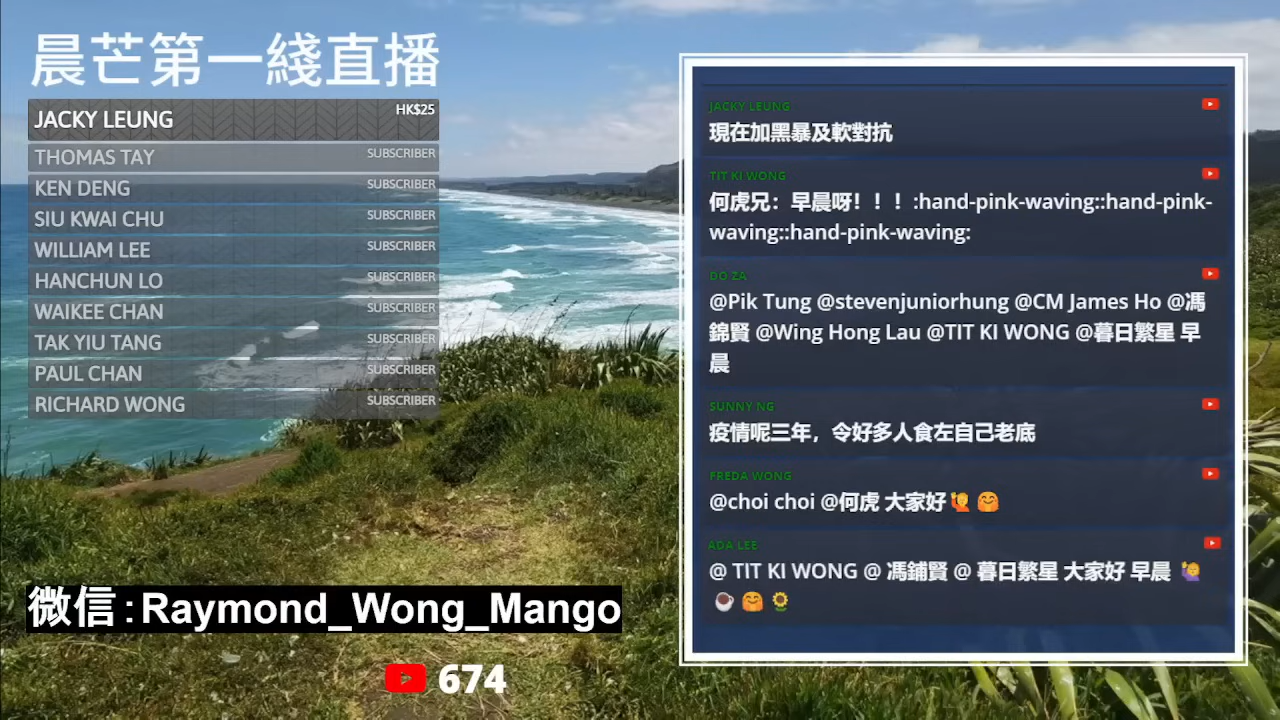 晨芒第一綫直播
JACKY LEUNG HK$25
THOMAS TAY SUBSCRIBER
KEN DENG SUBSCRIBER
SIU KWAI CHU SUBSCRIBER
WILLIAM LEE SUBSCRIBER
HANCHUN LO SUBSCRIBER
WAIKEE CHAN SUBSCRIBER
TAK YIU TANG SUBSCRIBER
PAUL CHAN SUBSCRIBER
RICHARD WONG SUBSCRIBER
微信:Raymond_Wong_Mango
674
JACKY LEUNG
現在加黑暴及軟對抗
TIT KI WONG
何虎兄：早晨呀！！！:hand-pink-waving::hand-pink-
waving::hand-pink-waving:
DO ZA
@Pik Tung @stevenjuniorhung @CM James Ho @馮
錦賢 @Wing Hong Lau @TIT KI WONG @暮日繁星 早
晨
SUNNY NG
疫情呢三年，令好多人食左自己老底
FREDA WONG
@choi choi @何虎 大家好🙋🤗
ADA LEE
@ TIT KI WONG @ 馮鋪賢 @ 暮日繁星 大家好 早晨 🙋‍♀️
☕🤗🌻